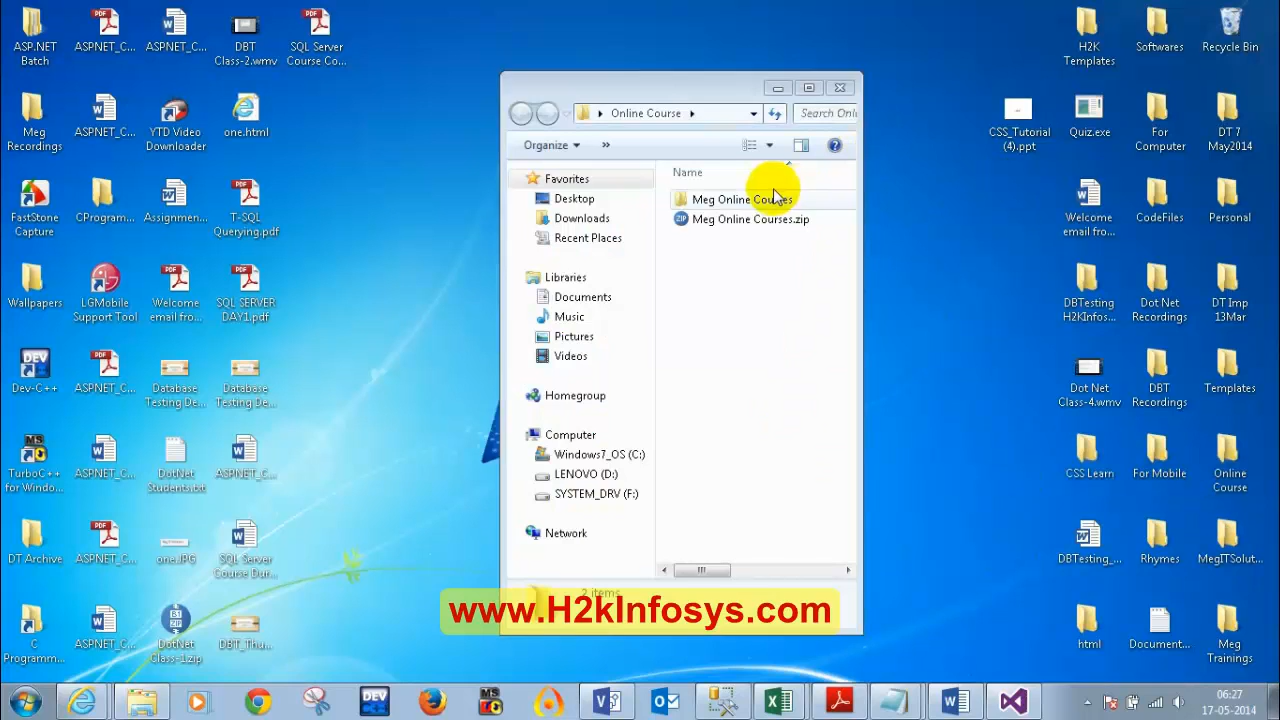 ASP.NET
Batch
ASPNET_C...
ASPNET_C...
DBT
Class-2.wmv
SQL Server
Course Co...
H2K
Templates
Softwares
Recycle Bin
Meg
Recordings
ASPNET_C...
YTD Video
Downloader
one.html
CSS_Tutorial
(4).ppt
Quiz.exe
For
Computer
DT 7
May2014
Online Course
Search Onli
Organize
»
Name
Favorites
Desktop
Downloads
Recent Places
Meg Online Courses
Meg Online Courses.zip
Libraries
Documents
Music
Pictures
Videos
Homegroup
Computer
Windows7_OS (C:)
LENOVO (D:)
SYSTEM_DRV (F:)
Network
2 items
FastStone
Capture
CProgram...
Assignmen...
T-SQL
Querying.pdf
Welcome
email fro...
CodeFiles
Personal
Wallpapers
LGMobile
Support Tool
Welcome
email fro...
SQL SERVER
DAY1.pdf
DBTesting
H2KInfos...
Dot Net
Recordings
DT Imp
13Mar
DEV
Dev-C++
ASPNET_C...
Database
Testing De...
Database
Testing De...
Dot Net
Class-4.wmv
DBT
Recordings
Templates
MS
TurboC++
for Windo...
ASPNET_C...
DotNet
Students.txt
ASPNET_C...
CSS Learn
For Mobile
Online
Course
DT Archive
ASPNET_C...
one.JPG
SQL Server
Course Dur...
DBTesting_...
Rhymes
MegITSolut...
C
Programm...
ASPNET_C...
ZIP
DotNet
Class-1.zip
DBT_Thu...
html
Document...
Meg
Trainings
www.H2kInfosys.com
DEV
MS
06:27
17-05-2014